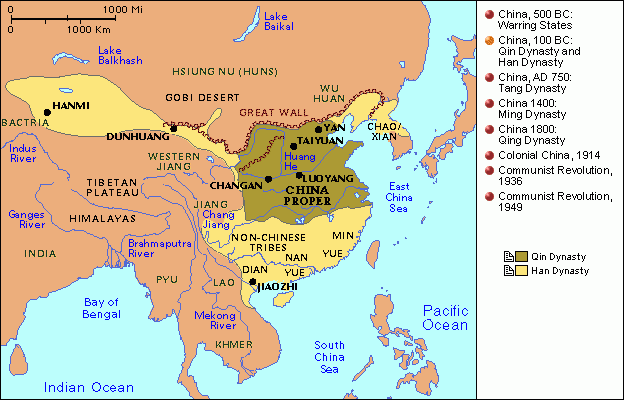 0 1000 Mi
0 1000 Km
Lake
Baikal
Lake
Balkhash
HSIUNG NU (HUNS)
WU
HUAN
GOBI DESERT
HANMI
GREAT WALL
BACTRIA
DUNHUANG
YAN
CHAO/
XIAN
TAIYUAN
Indus
River
WESTERN
JIANG
Huang
He
LUOYANG
CHANGAN
CHINA
PROPER
TIBETAN
PLATEAU
East
China
Sea
JIANG
Chang
Jiang
Ganges
River
HIMALAYAS
Brahmaputra
River
NON-CHINESE
TRIBES
MIN
YUE
NAN
YUE
INDIA
DIAN
PYU
LAO
JIAOZHI
Bay of
Bengal
Mekong
River
Pacific
Ocean
KHMER
South
China
Sea
Indian Ocean
China, 500 BC:
Warring States
China, 100 BC:
Qin Dynasty and
Han Dynasty
China, AD 750:
Tang Dynasty
China 1400:
Ming Dynasty
China 1800:
Qing Dynasty
Colonial China, 1914
Communist Revolution,
1936
Communist Revolution,
1949
Qin Dynasty
Han Dynasty